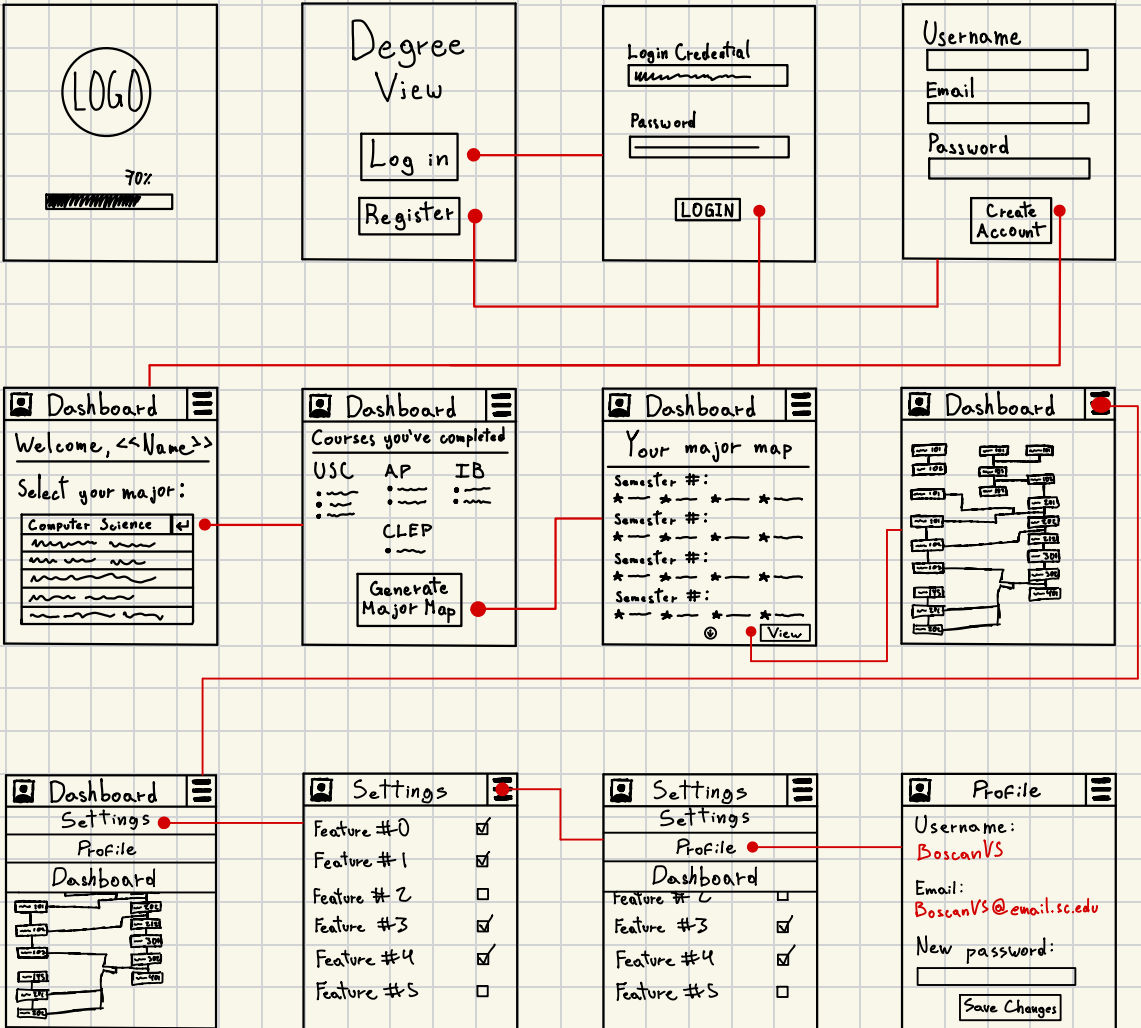 LOGO
70%
Degree
View
Log in
Register
Login Credential
Password
LOGIN
Username
Email
Password
Create
Account
Dashboard
Welcome, <<Name>>
Select your major:
Computer Science
Dashboard
Courses you've completed
USC AP IB
CLEP
Generate
Major Map
Dashboard
Your major map
Semester #:
Semester #:
Semester #:
Semester #:
View
Dashboard
Dashboard
Settings
Profile
Dashboard
Settings
Feature #0
Feature #1
Feature #2
Feature #3
Feature #4
Feature #5
Settings
Settings
Profile
Dashboard
Feature #2
Feature #3
Feature #4
Feature #5
Profile
Username:
BoscanVS
Email:
BoscanVS@email.sc.edu
New password:
Save Changes